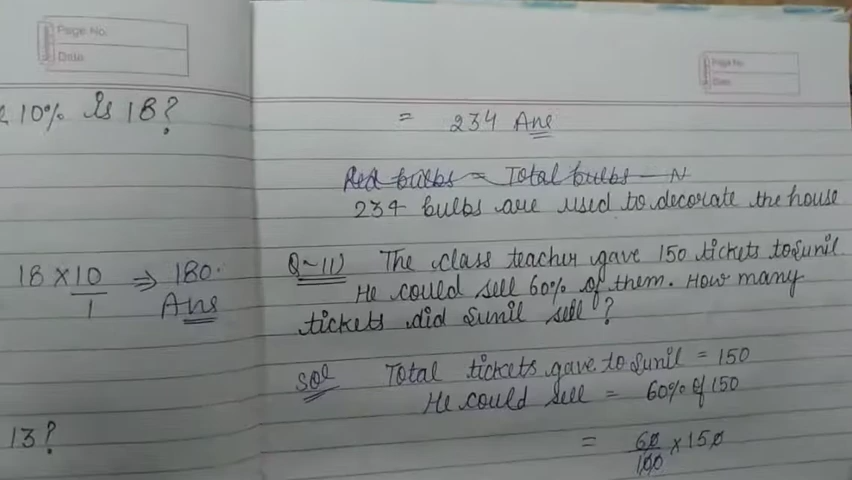 Page No.
Date
10% is 18?
18 × 10/1 ⇒ 180.
Ans
13?
Page No.
Date
= 234 Ans
Red bulbs = Total bulbs - N
234 bulbs are used to decorate the house
Q~11) The class teacher gave 150 tickets to Sunil.
He could sell 60% of them. How many
tickets did Sunil sell?
Sol Total tickets gave to Sunil = 150
He could sell = 60% of 150
= 60/100 × 150